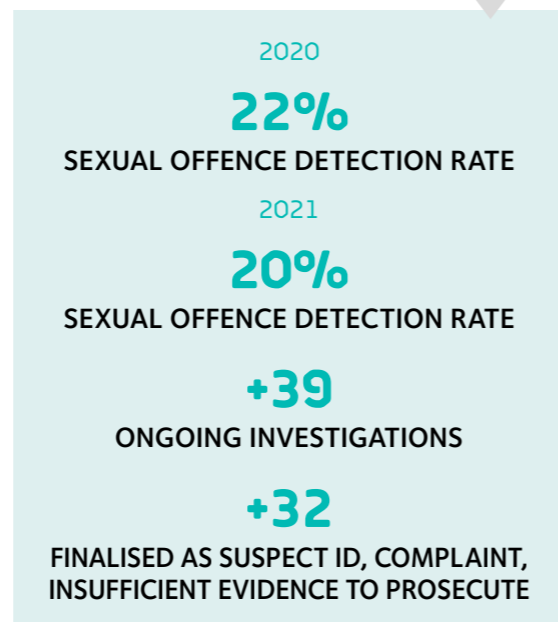 2020
22%
SEXUAL OFFENCE DETECTION RATE
2021
20%
SEXUAL OFFENCE DETECTION RATE
+39
ONGOING INVESTIGATIONS
+32
FINALISED AS SUSPECT ID, COMPLAINT,
INSUFFICIENT EVIDENCE TO PROSECUTE